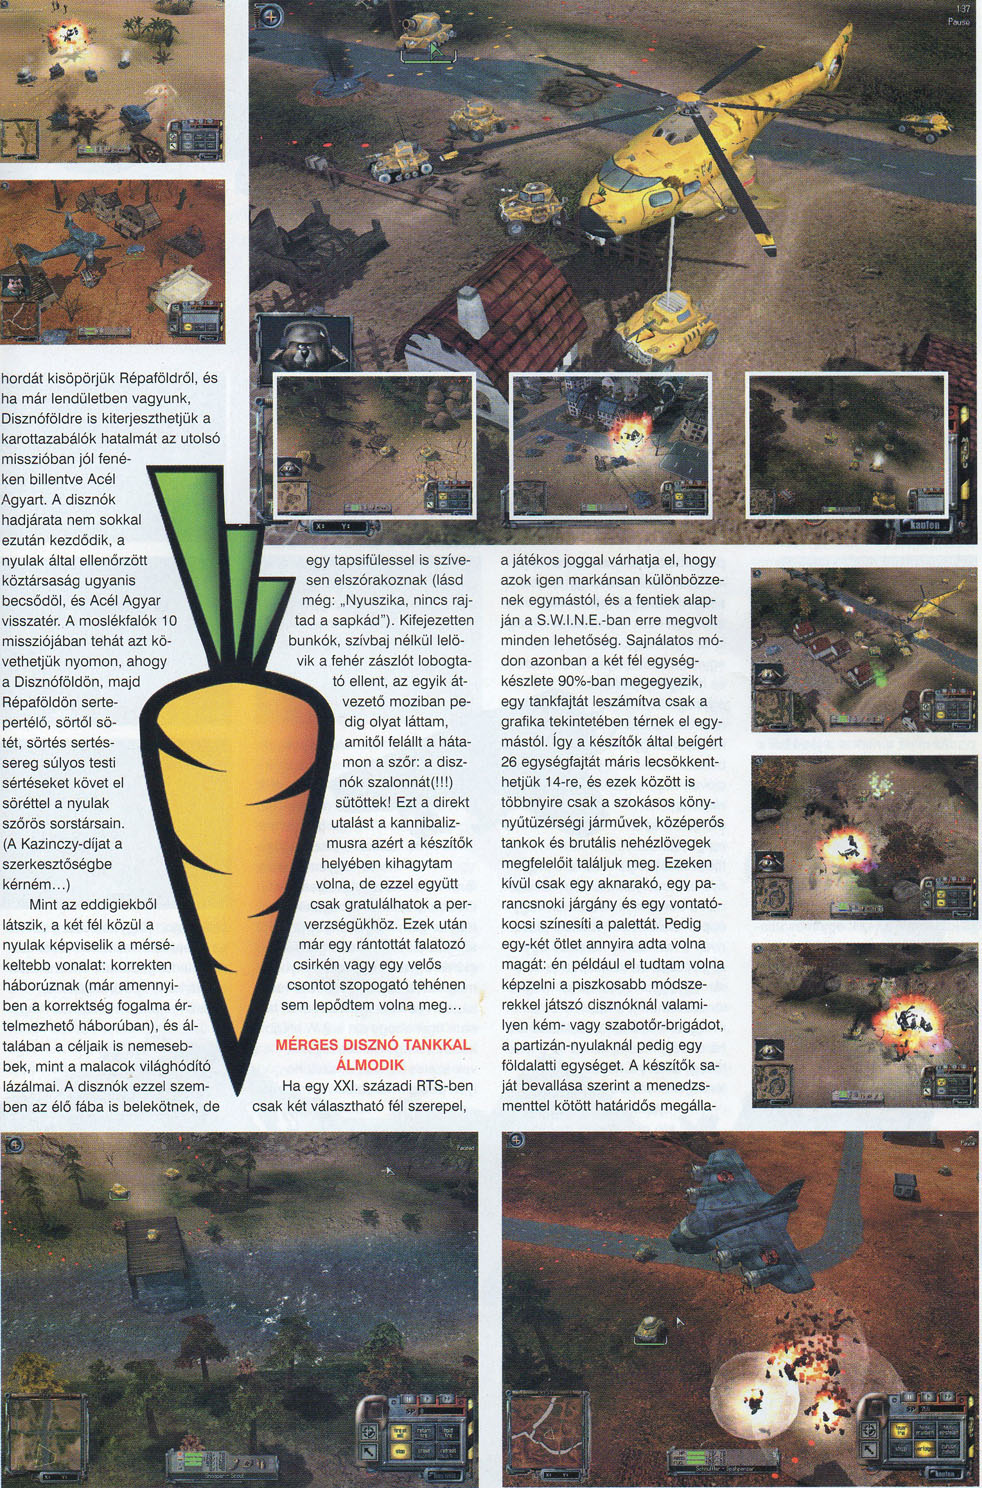 137
Pause
kaufen
hordát kisöpörjük Répaföldről, és
ha már lendületben vagyunk,
Disznóföldre is kiterjeszthetjük a
karottazabálók hatalmát az utolsó
misszióban jól fené-
ken billentve Acél
Agyart. A disznók
hadjárata nem sokkal
ezután kezdődik, a
nyulak által ellenőrzött
köztársaság ugyanis
becsődöl, és Acél Agyar
visszatér. A moslékfalók 10
missziójában tehát azt kö-
vethetjük nyomon, ahogy
a Disznóföldön, majd
Répaföldön serte-
pertélő, sörtől sö-
tét, sörtés sertés-
sereg súlyos testi
sértéseket követ el
söréttel a nyulak
szőrös sorstársain.
(A Kazinczy-díjat a
szerkesztőségbe
kérném...)
Mint az eddigiekből
látszik, a két fél közül a
nyulak képviselik a mérsé-
keltebb vonalat: korrekten
háborúznak (már amennyi-
ben a korrektség fogalma ér-
telmezhető háborúban), és ál-
talában a céljaik is nemeseb-
bek, mint a malacok világhódító
lázálmai. A disznók ezzel szem-
ben az élő fába is belekötnek, de
egy tapsifülessel is szíve-
sen elszórakoznak (lásd
még: „Nyuszika, nincs raj-
tad a sapkád”). Kifejezetten
bunkók, szívbaj nélkül lelö-
vik a fehér zászlót lobogta-
tó ellent, az egyik át-
vezető moziban pe-
dig olyat láttam,
amitől felállt a háta-
mon a szőr: a disz-
nók szalonnát(!!!)
sütöttek! Ezt a direkt
utalást a kannibaliz-
musra azért a készítők
helyében kihagytam
volna, de ezzel együtt
csak gratulálhatok a per-
verzségükhöz. Ezek után
már egy rántottát falatozó
csirkén vagy egy velős
csontot szopogató tehénen
sem lepődtem volna meg...
MÉRGES DISZNÓ TANKKAL
ÁLMODIK
Ha egy XXI. századi RTS-ben
csak két választható fél szerepel,
a játékos joggal várhatja el, hogy
azok igen markánsan különbözze-
nek egymástól, és a fentiek alap-
ján a S.W.I.N.E.-ban erre megvolt
minden lehetőség. Sajnálatos mó-
don azonban a két fél egység-
készlete 90%-ban megegyezik,
egy tankfajtát leszámítva csak a
grafika tekintetében térnek el egy-
mástól. Így a készítők által beígért
26 egységfajtát máris lecsökkent-
hetjük 14-re, és ezek között is
többnyire csak a szokásos köny-
nyűtüzérségi járművek, középerős
tankok és brutális nehézlövegek
megfelelőit találjuk meg. Ezeken
kívül csak egy aknarakó, egy pa-
rancsnoki járgány és egy vontató-
kocsi színesíti a palettát. Pedig
egy-két ötlet annyira adta volna
magát: én például el tudtam volna
képzelni a piszkosabb módsze-
rekkel játszó disznóknál valami-
lyen kém- vagy szabotőr-brigádot,
a partizán-nyulaknál pedig egy
földalatti egységet. A készítők sa-
ját bevallása szerint a menedzs-
menttel kötött határidős megálla-
Paused
Snooper - Scout
X: Y:
Pause
kaufen